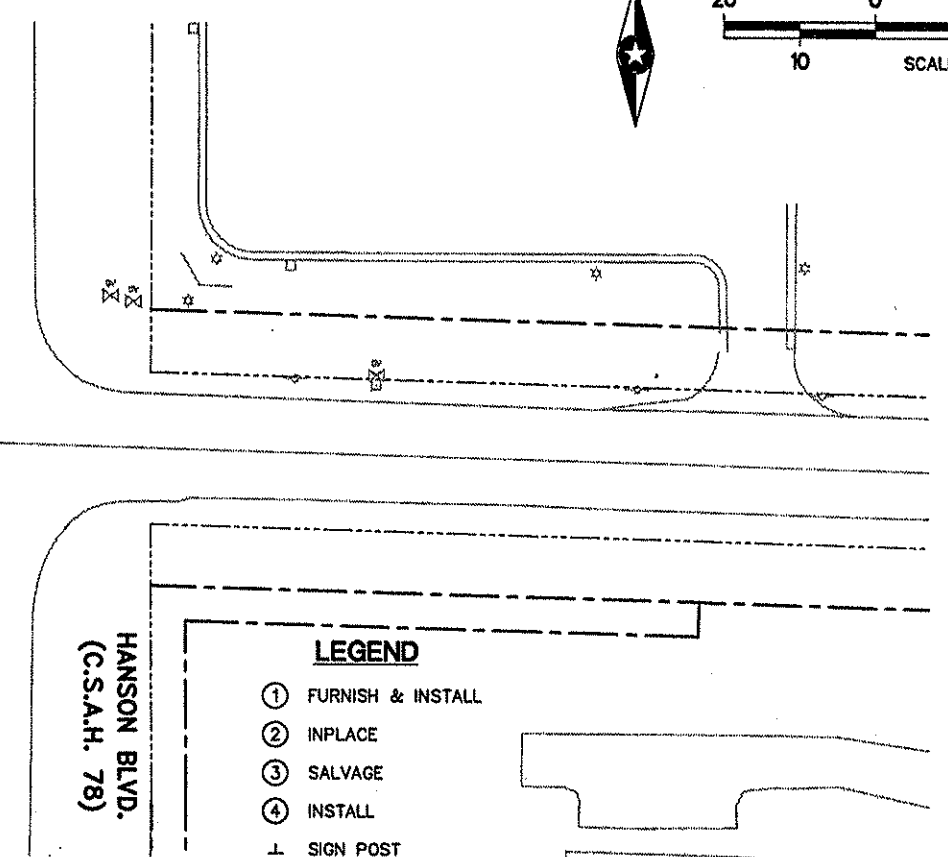 20 0
10 SCAL
HANSON BLVD.
(C.S.A.H. 78)
LEGEND
1 FURNISH & INSTALL
2 INPLACE
3 SALVAGE
4 INSTALL
⊥ SIGN POST